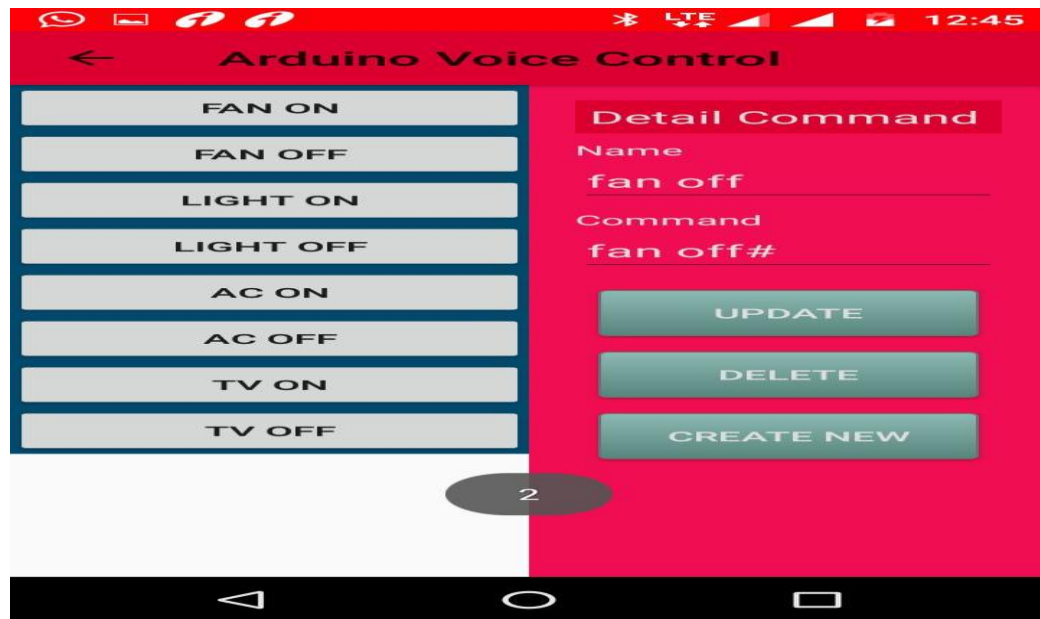 LTE 12:45
Arduino Voice Control
FAN ON
FAN OFF
LIGHT ON
LIGHT OFF
AC ON
AC OFF
TV ON
TV OFF
Detail Command
Name
fan off
Command
fan off#
UPDATE
DELETE
CREATE NEW
2